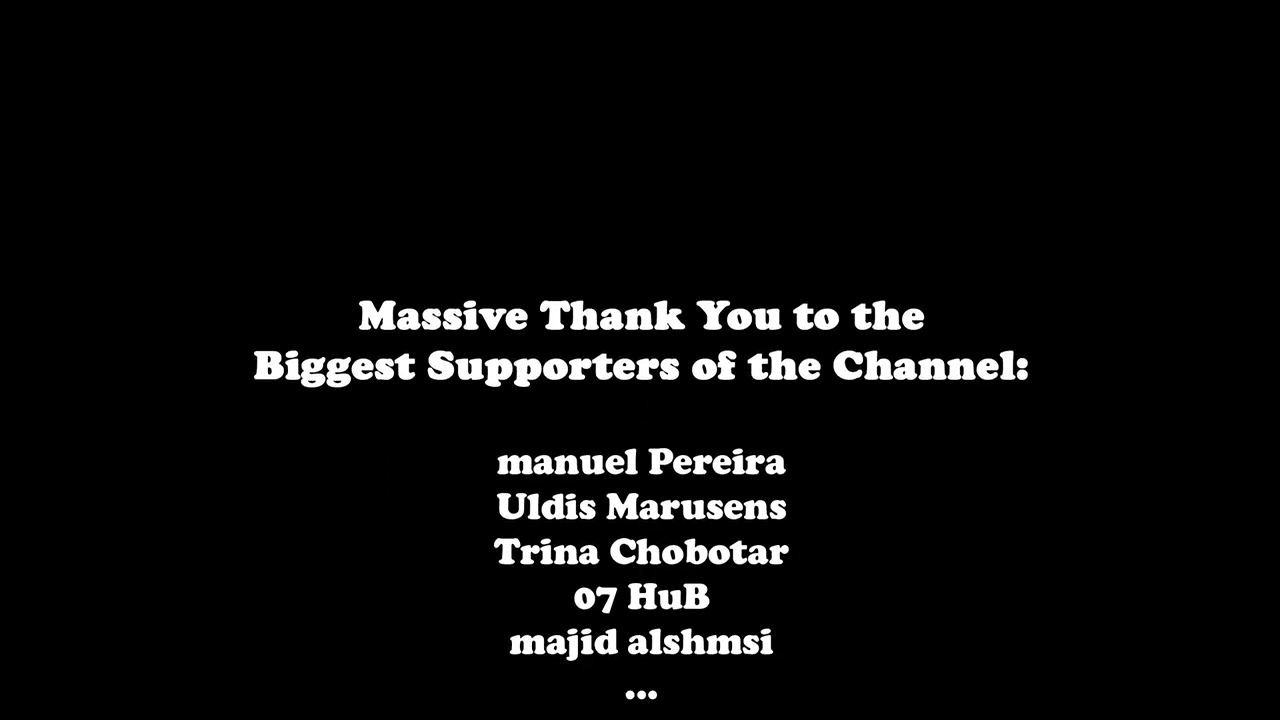 Massive Thank You to the
Biggest Supporters of the Channel:
manuel Pereira
Uldis Marusens
Trina Chobotar
07 HuB
majid alshmsi
...